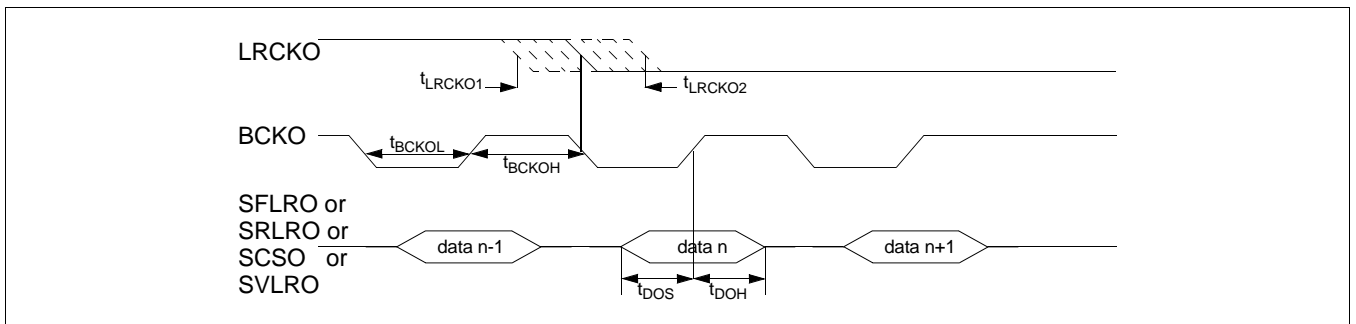 LRCKO
tLRCKO1
tLRCKO2
BCKO
tBCKOL
tBCKOH
SFLRO or
SRLRO or
SCSO or
SVLRO
data n-1
data n
data n+1
tDOS
tDOH